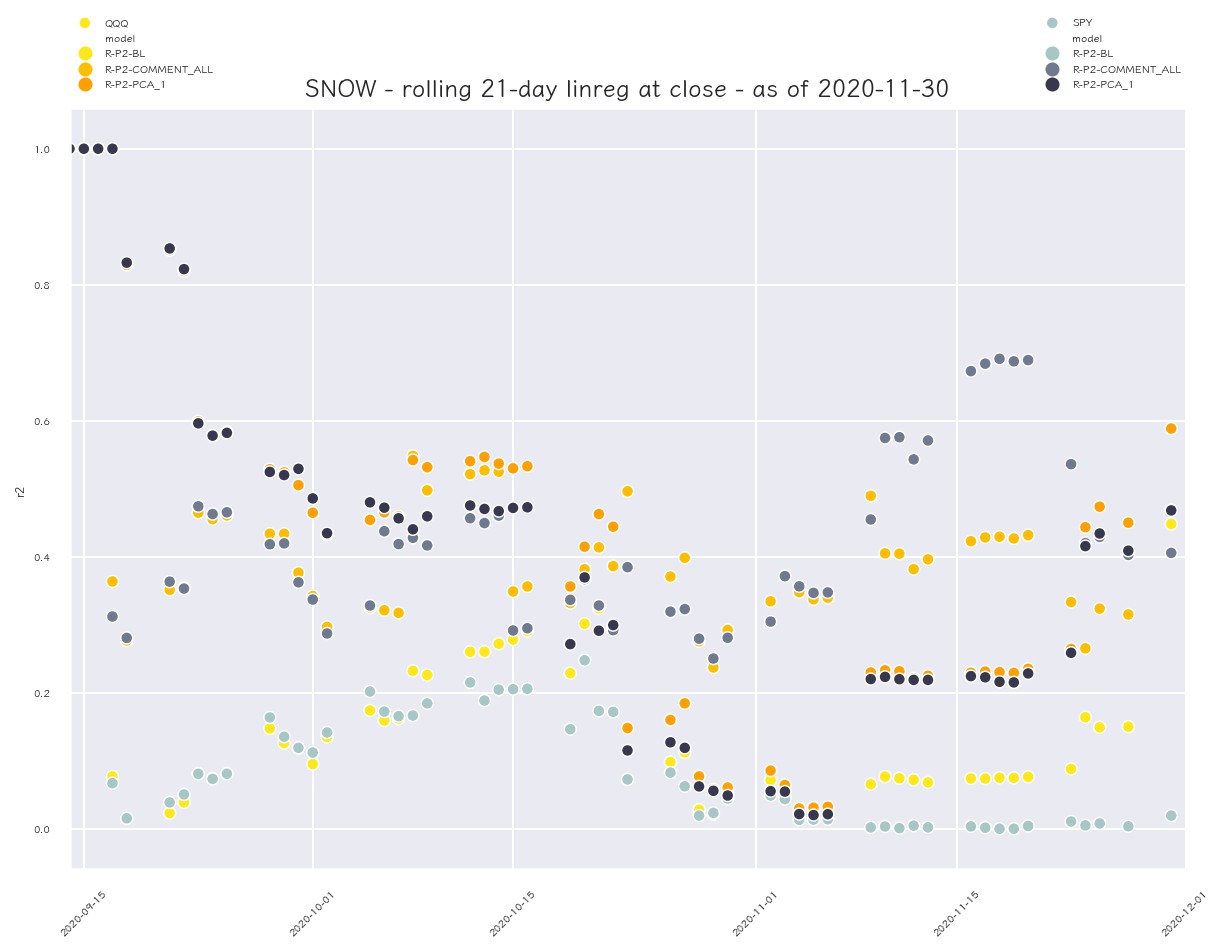 QQQ
model
R-P2-BL
R-P2-COMMENT_ALL
R-P2-PCA_1
SPY
model
R-P2-BL
R-P2-COMMENT_ALL
R-P2-PCA_1
SNOW - rolling 21-day linreg at close - as of 2020-11-30
1.0
0.8
0.6
0.4
0.2
0.0
r2
2020-09-15
2020-10-01
2020-10-15
2020-11-01
2020-11-15
2020-12-01